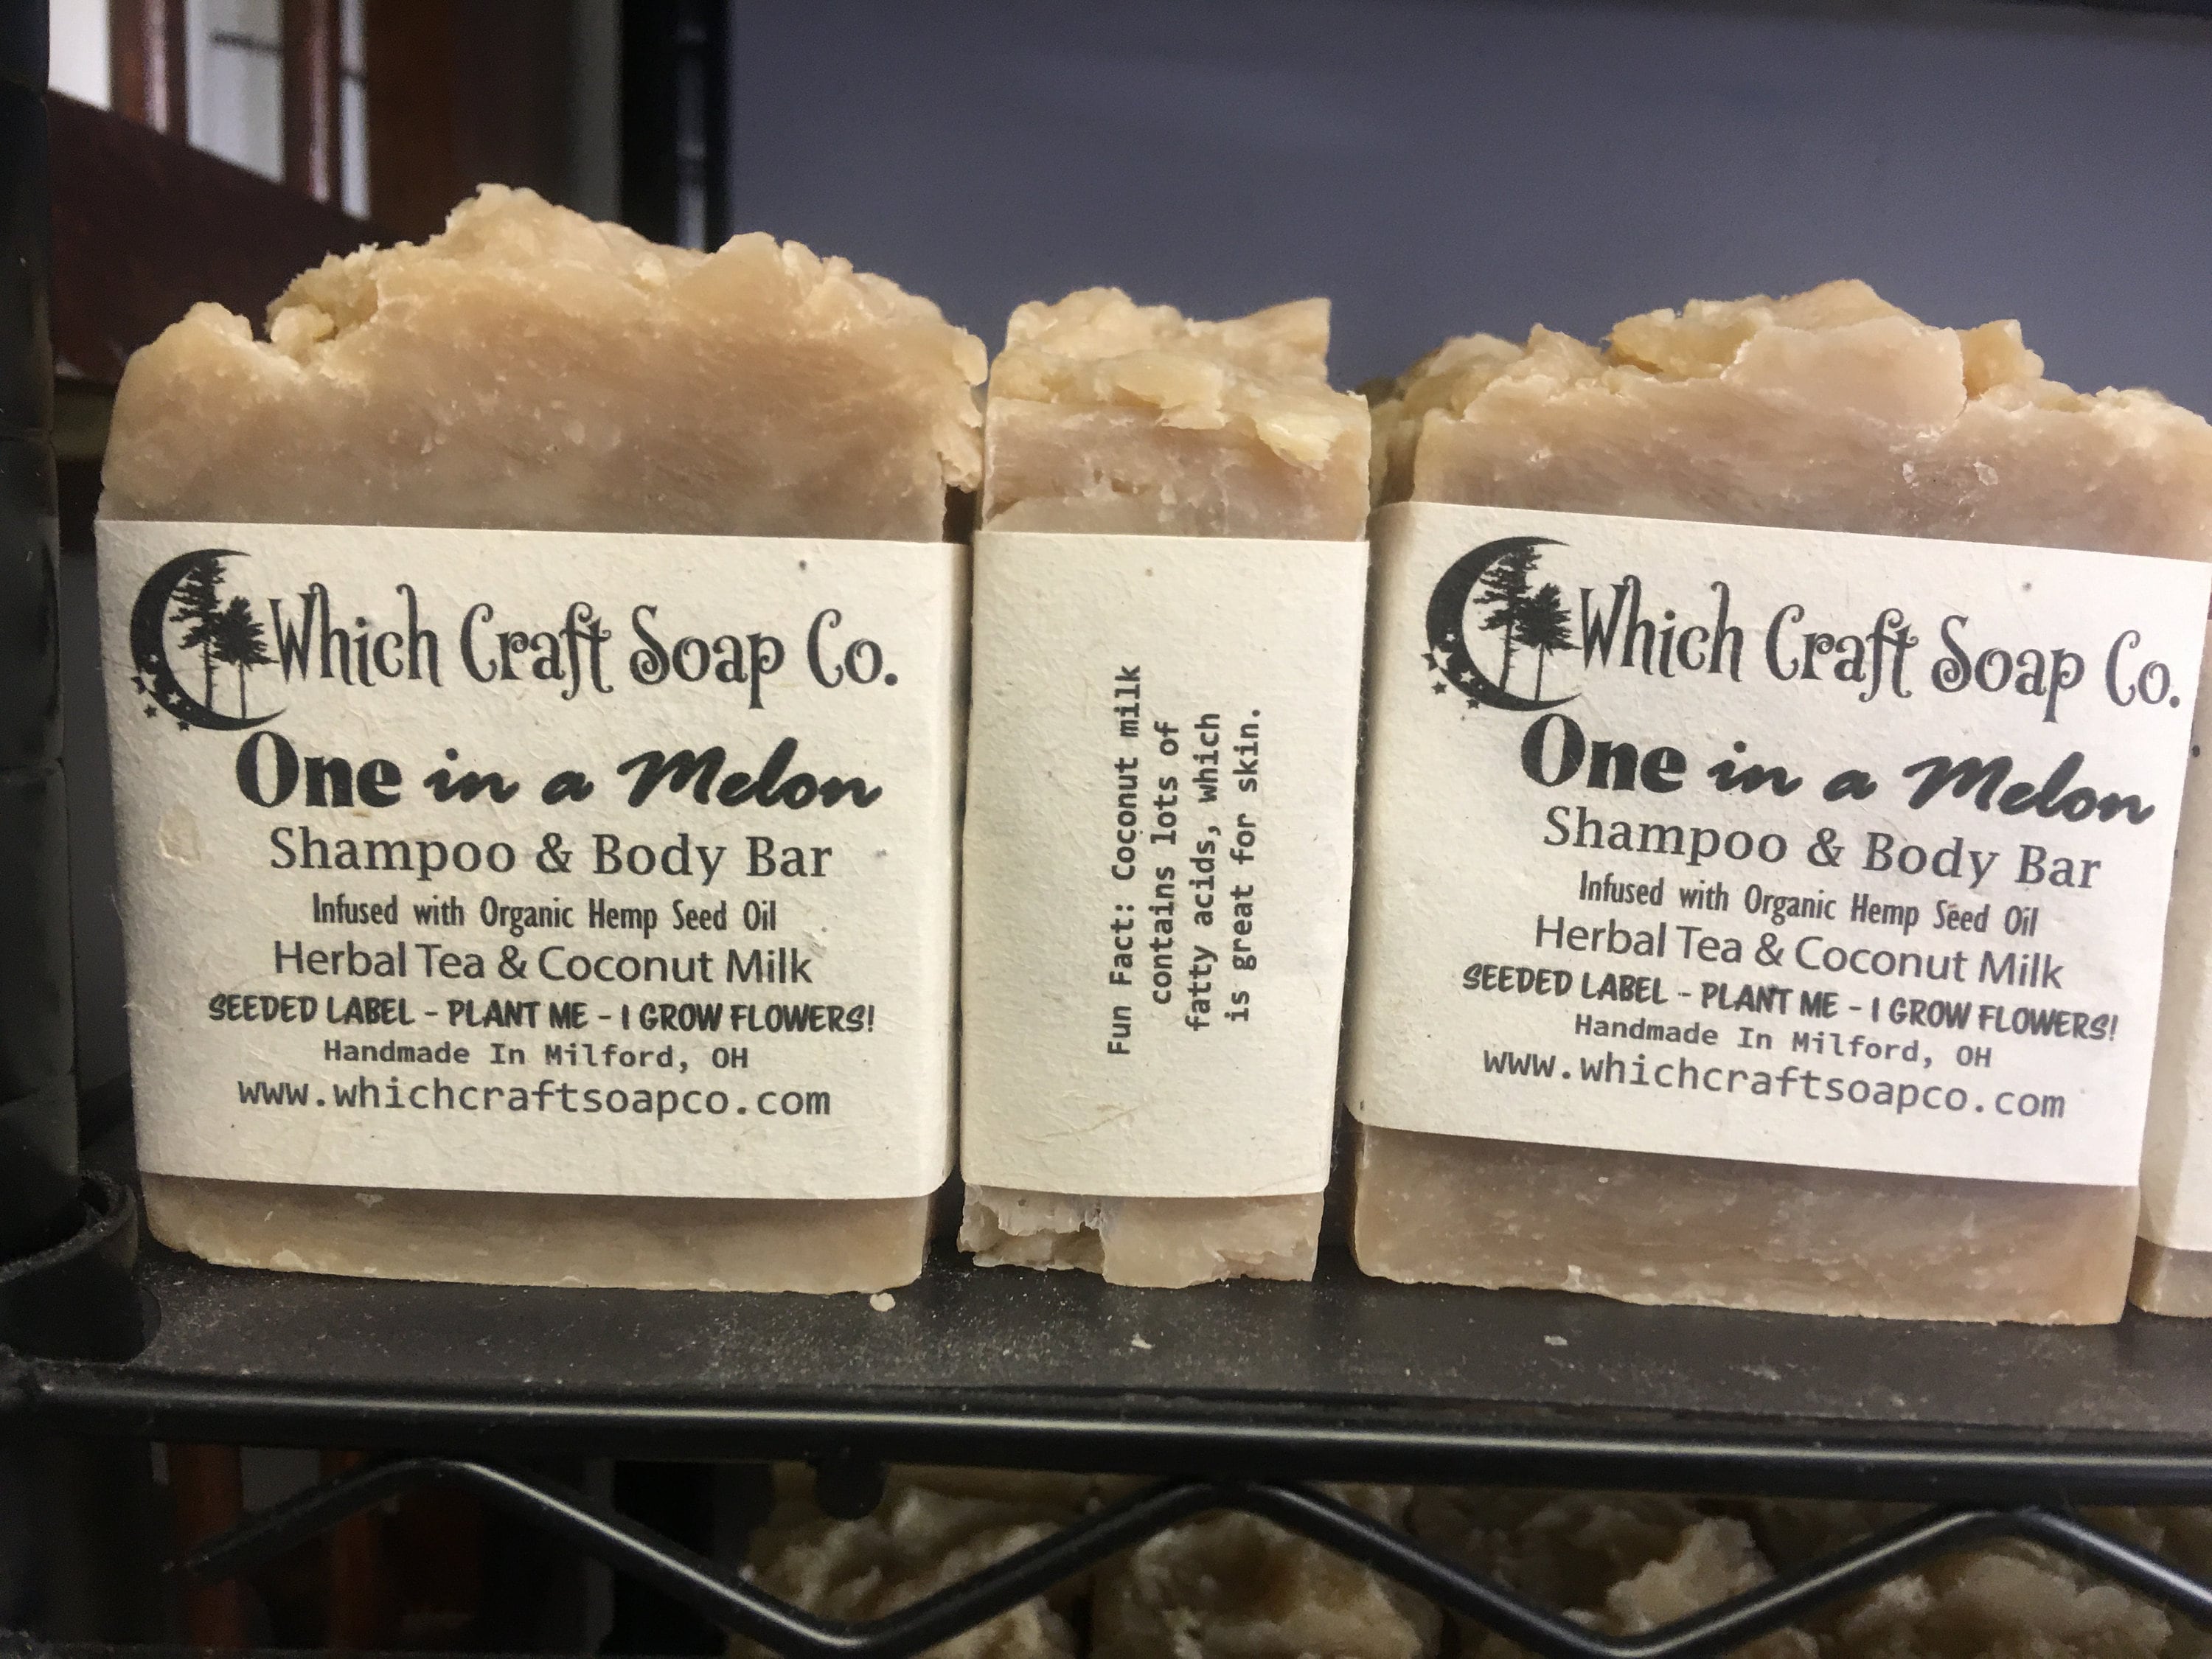 Which Craft Soap Co.
One in a Melon
Shampoo & Body Bar
Infused with Organic Hemp Seed Oil
Herbal Tea & Coconut Milk
SEEDED LABEL - PLANT ME - I GROW FLOWERS!
Handmade In Milford, OH
www.whichcraftsoapco.com
Fun Fact: Coconut milk
contains lots of
fatty acids, which
is great for skin.
Which Craft Soap Co.
One in a Melon
Shampoo & Body Bar
Infused with Organic Hemp Seed Oil
Herbal Tea & Coconut Milk
SEEDED LABEL - PLANT ME - I GROW FLOWERS!
Handmade In Milford, OH
www.whichcraftsoapco.com